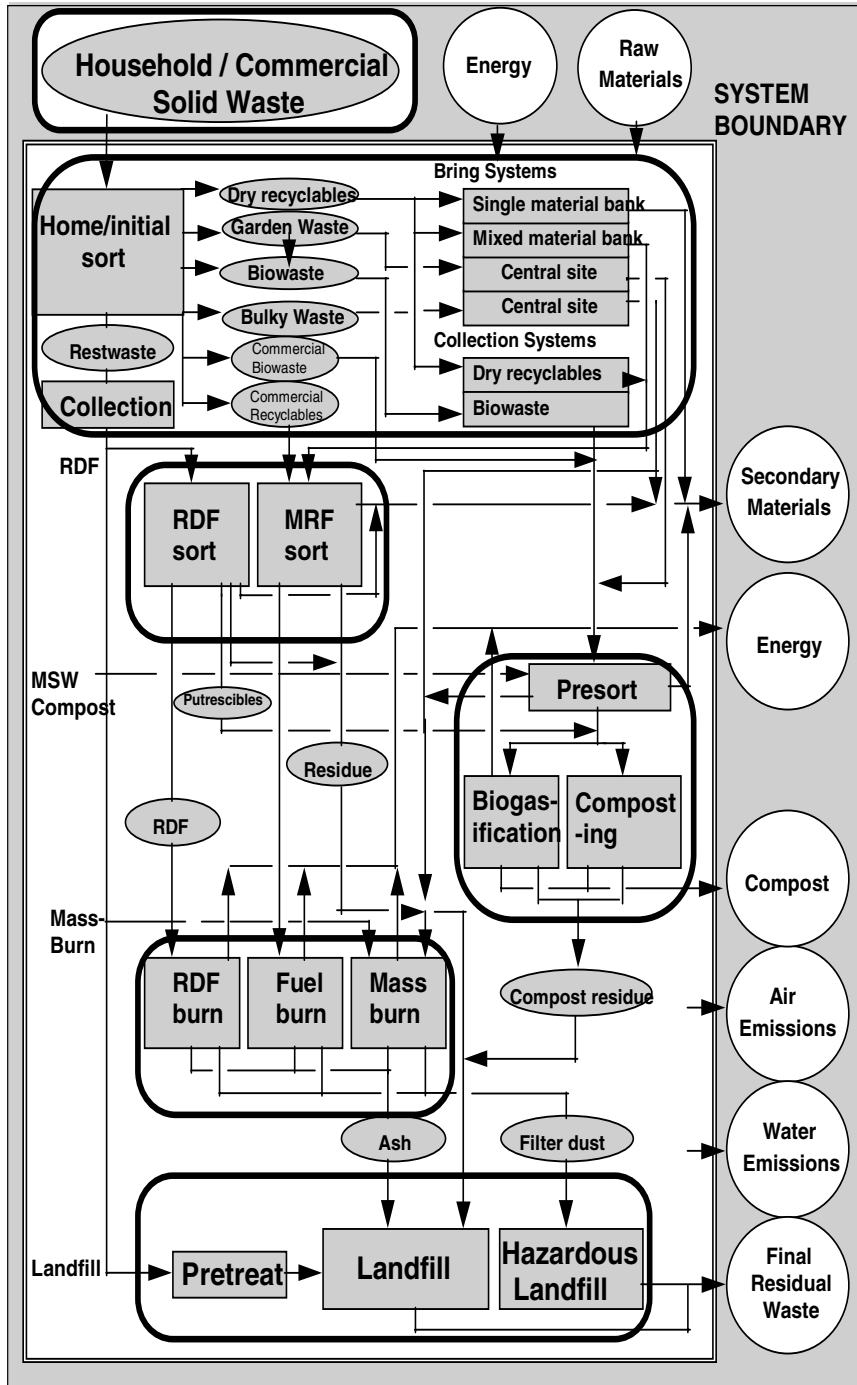 Household / Commercial
Solid Waste
Energy
Raw
Materials
SYSTEM
BOUNDARY
Bring Systems
Home/initial
sort
Dry recyclables
Garden Waste
Biowaste
Bulky Waste
Commercial
Biowaste
Commercial
Recyclables
Single material bank
Mixed material bank
Central site
Central site
Collection Systems
Dry recyclables
Biowaste
Restwaste
Collection
RDF
RDF
sort
MRF
sort
Secondary
Materials
Energy
MSW
Compost
Putrescibles
Presort
Residue
RDF
Biogas-
ification
Compost
-ing
Compost
Mass-
Burn
RDF
burn
Fuel
burn
Mass
burn
Compost residue
Air
Emissions
Ash
Filter dust
Water
Emissions
Landfill
Pretreat
Landfill
Hazardous
Landfill
Final
Residual
Waste